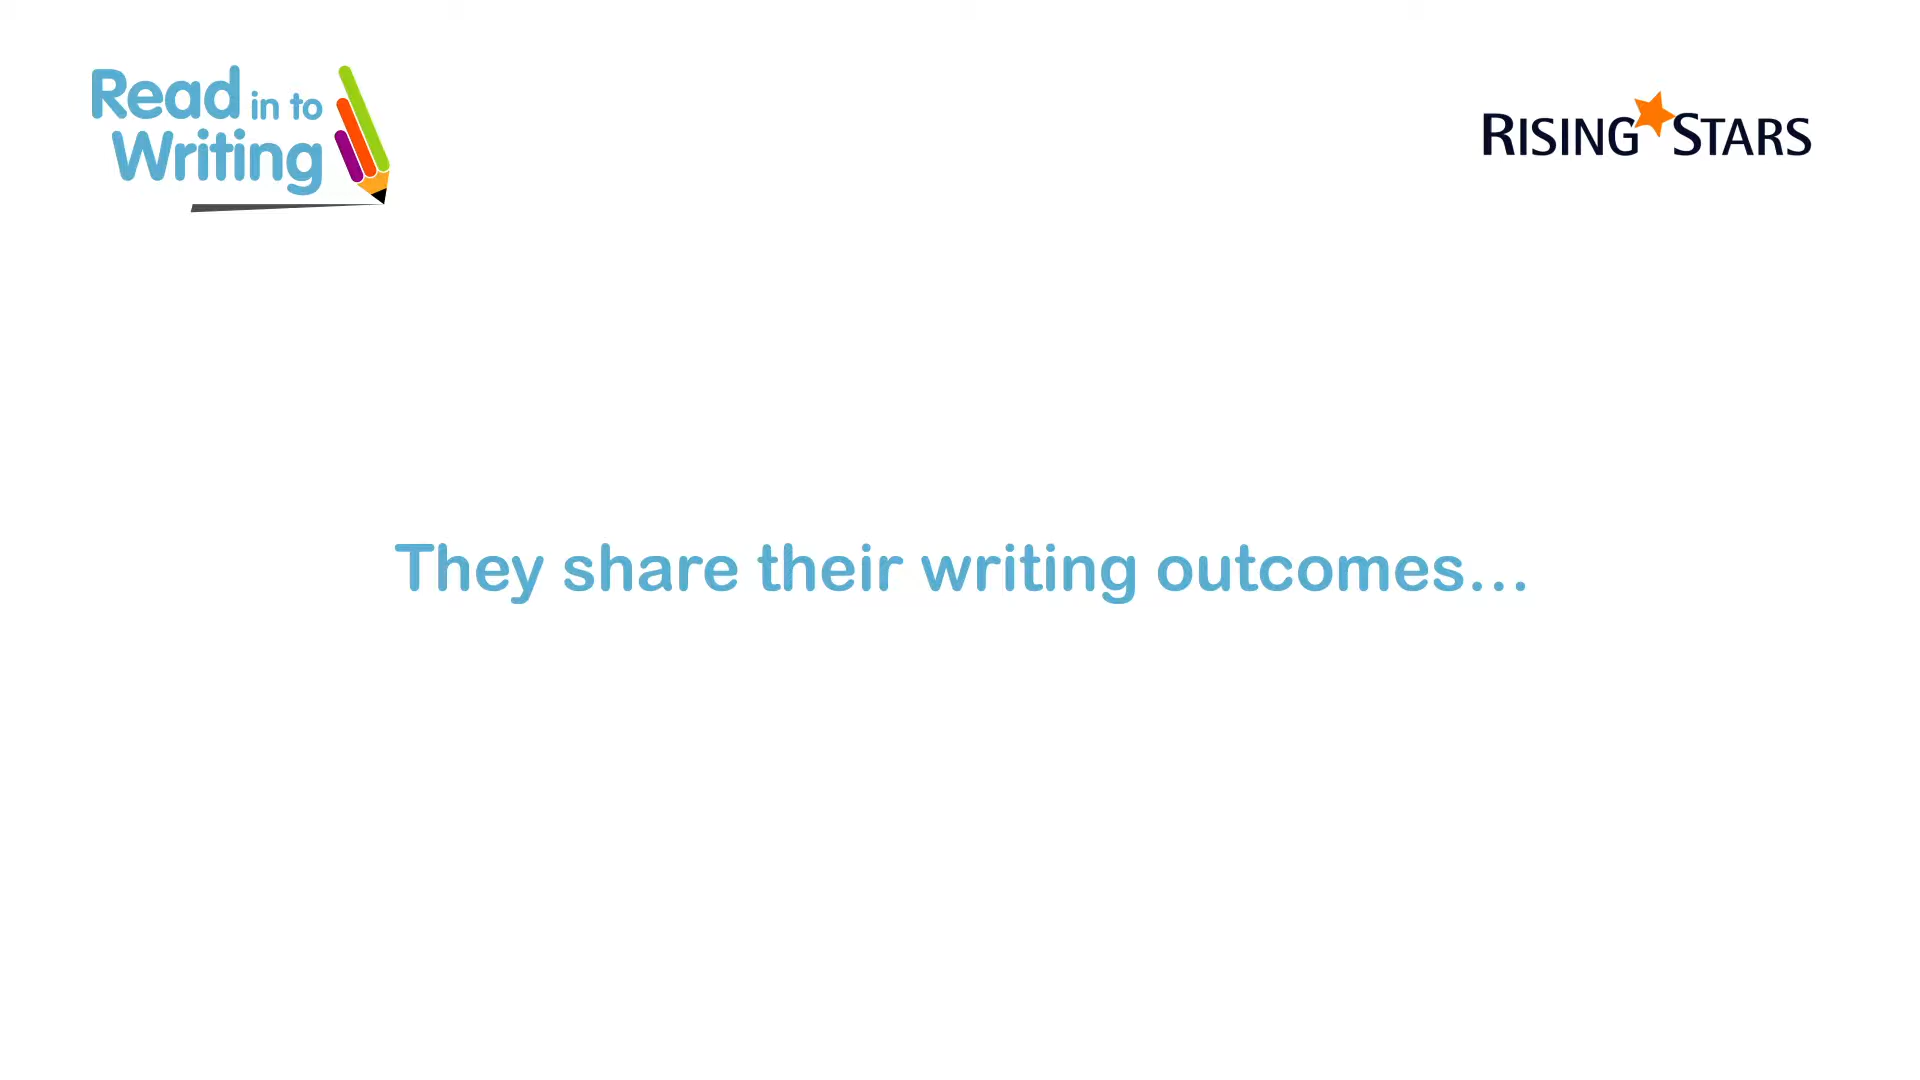 Read in to
Writing
RISING STARS
They share their writing outcomes...